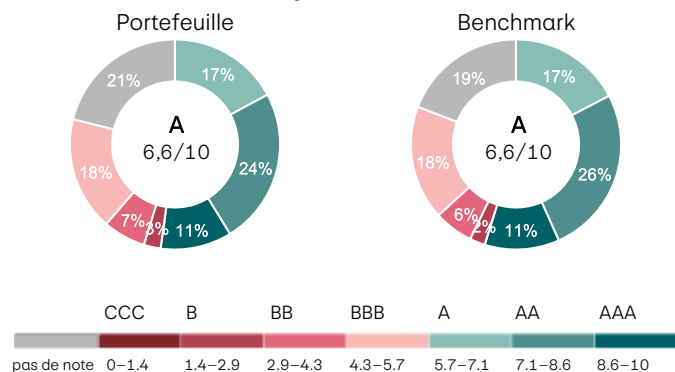 Portefeuille
Benchmark
21%
17%
24%
11%
3%
7%
18%
A
6,6/10
19%
17%
26%
11%
2%
6%
18%
A
6,6/10
CCC B BB BBB A AA AAA
pas de note 0–1.4 1.4–2.9 2.9–4.3 4.3–5.7 5.7–7.1 7.1–8.6 8.6–10